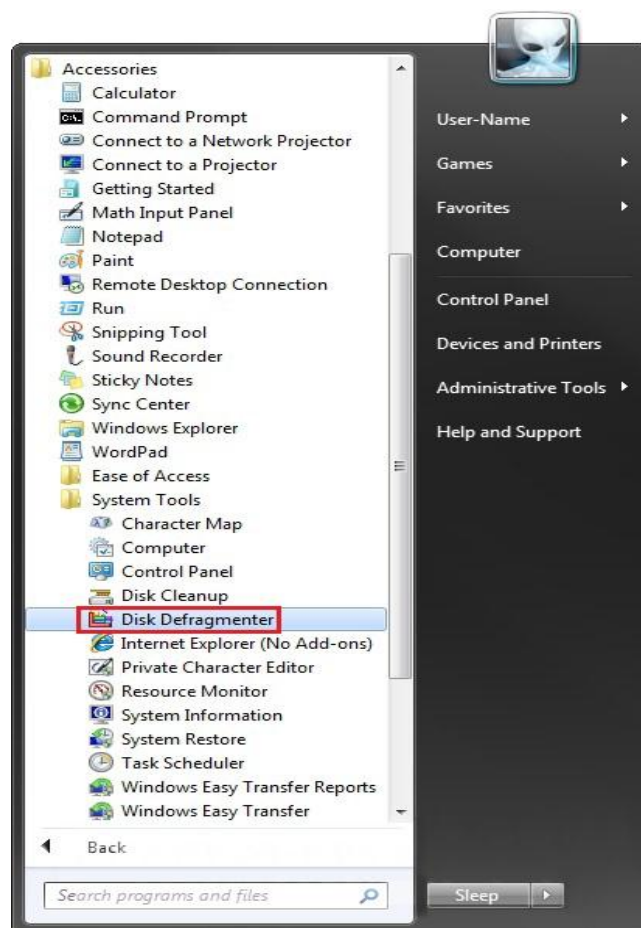 Accessories
Calculator
Command Prompt
Connect to a Network Projector
Connect to a Projector
Getting Started
Math Input Panel
Notepad
Paint
Remote Desktop Connection
Run
Snipping Tool
Sound Recorder
Sticky Notes
Sync Center
Windows Explorer
WordPad
Ease of Access
System Tools
Character Map
Computer
Control Panel
Disk Cleanup
Disk Defragmenter
Internet Explorer (No Add-ons)
Private Character Editor
Resource Monitor
System Information
System Restore
Task Scheduler
Windows Easy Transfer Reports
Windows Easy Transfer
Back
Search programs and files
User-Name
Games
Favorites
Computer
Control Panel
Devices and Printers
Administrative Tools
Help and Support
Sleep